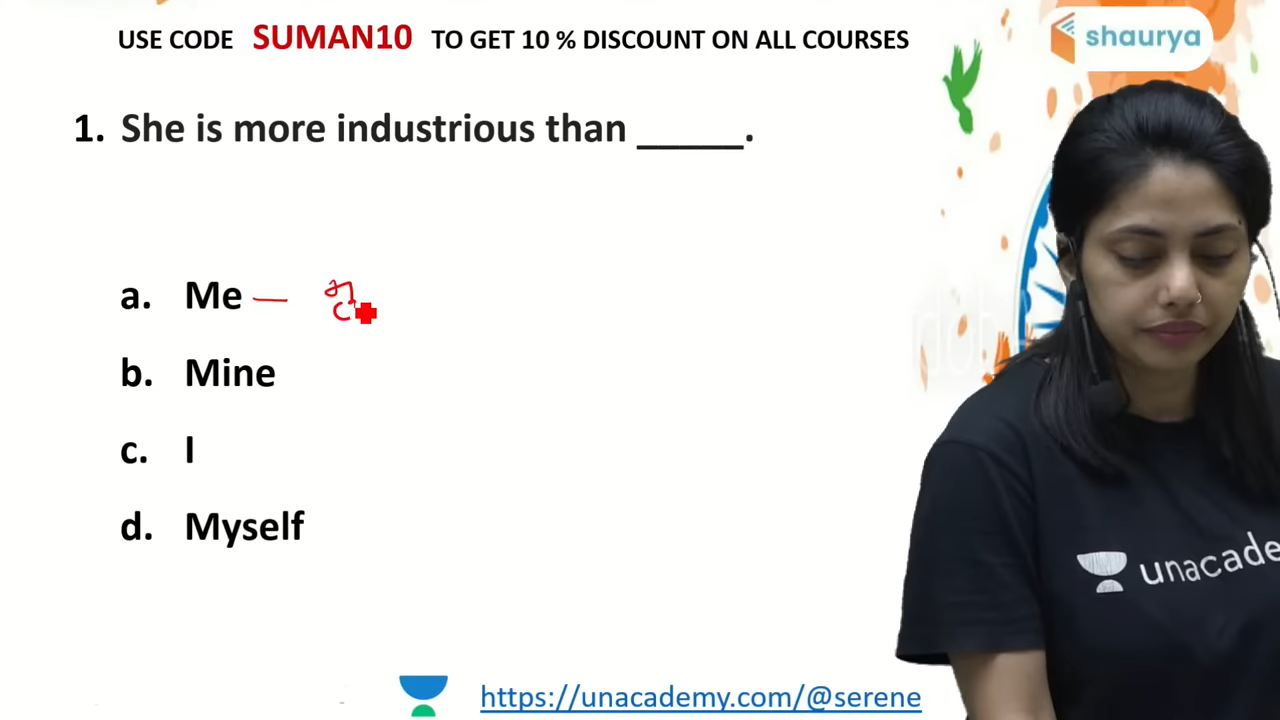 USE CODE SUMAN10 TO GET 10 % DISCOUNT ON ALL COURSES
shaurya
1. She is more industrious than _____.
a. Me —
b. Mine
c. I
d. Myself
unacade
https://unacademy.com/@serene